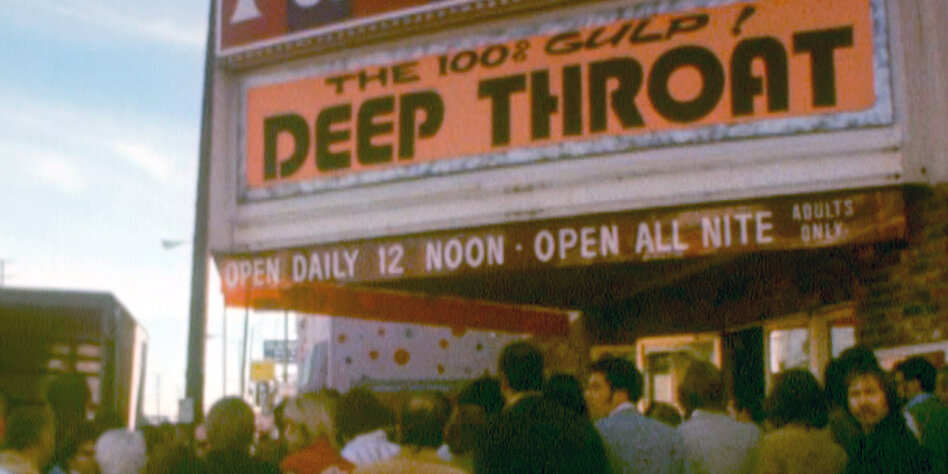 THE 100% GULP!
DEEP THROAT
OPEN DAILY 12 NOON · OPEN ALL NITE
ADULTS
ONLY